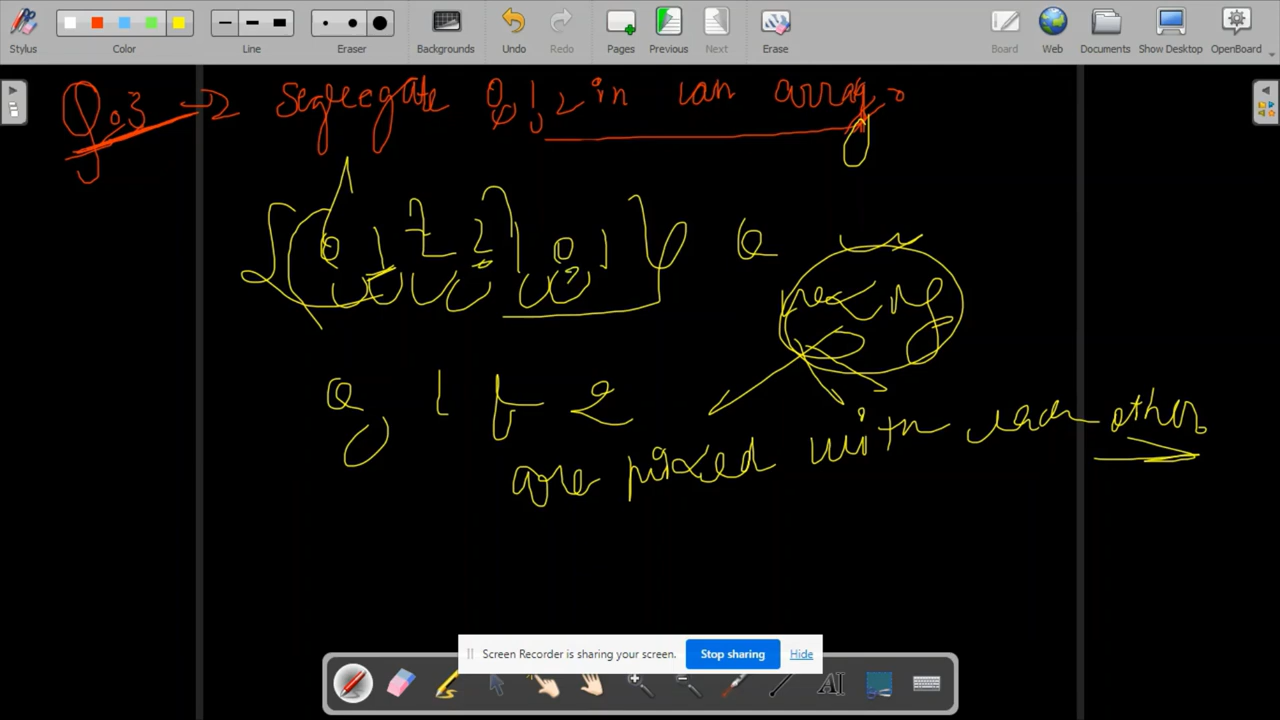 Stylus Color Line Eraser Backgrounds Undo Redo Pages Previous Next Erase Board Web Documents Show Desktop OpenBoard
Q.3 → segregate 0,1,2 in an array
0 1 2 2 1 0 1
0, 1 & 2
are mixed with each other
Screen Recorder is sharing your screen. Stop sharing Hide